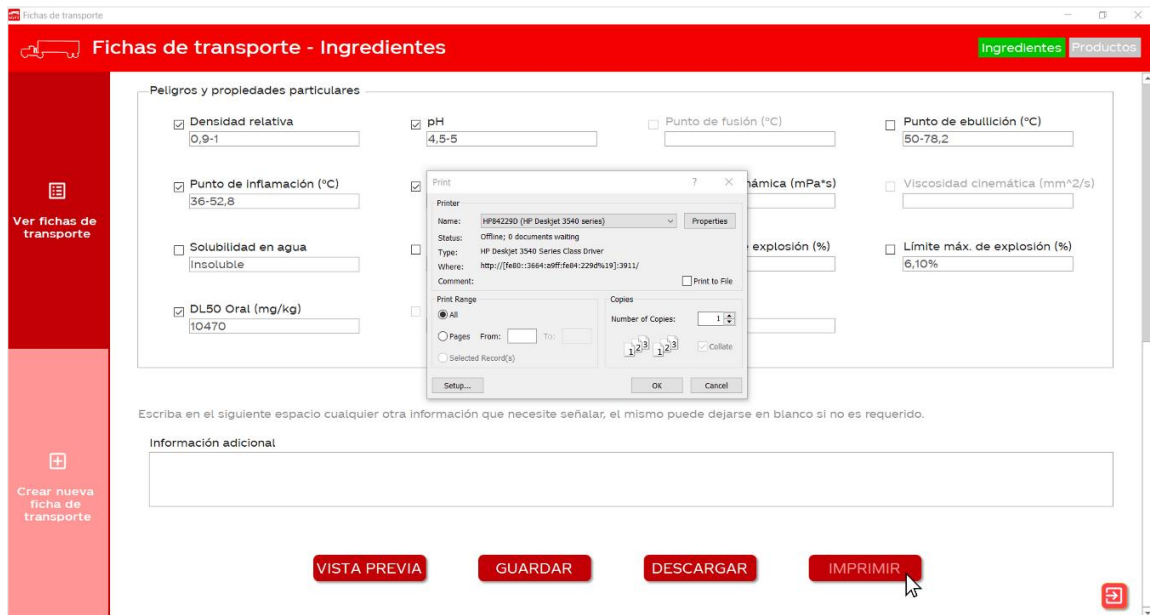 Fichas de transporte
Fichas de transporte - Ingredientes
Ingredientes
Productos
Ver fichas de
transporte
Crear nueva
ficha de
transporte
Peligros y propiedades particulares
Densidad relativa
0,9-1
pH
4,5-5
Punto de fusión (°C)
Punto de ebullición (°C)
50-78,2
Punto de inflamación (°C)
36-52,8
námica (mPa*s)
Viscosidad cinemática (mm^2/s)
Solubilidad en agua
Insoluble
explosión (%)
Límite máx. de explosión (%)
6,10%
DL50 Oral (mg/kg)
10470
Print
Printer
Name:
HP84229D (HP Deskjet 3540 series)
Properties
Status:
Offline; 0 documents waiting
Type:
HP Deskjet 3540 Series Class Driver
Where:
http://[fe80::3664:a9ff:fe84:229d%19]:3911/
Comment:
Print to File
Print Range
All
Pages From: To:
Selected Record(s)
Copies
Number of Copies:
1
1 2 3 1 2 3
Collate
Setup...
OK
Cancel
Escriba en el siguiente espacio cualquier otra información que necesite señalar, el mismo puede dejarse en blanco si no es requerido.
Información adicional
VISTA PREVIA
GUARDAR
DESCARGAR
IMPRIMIR